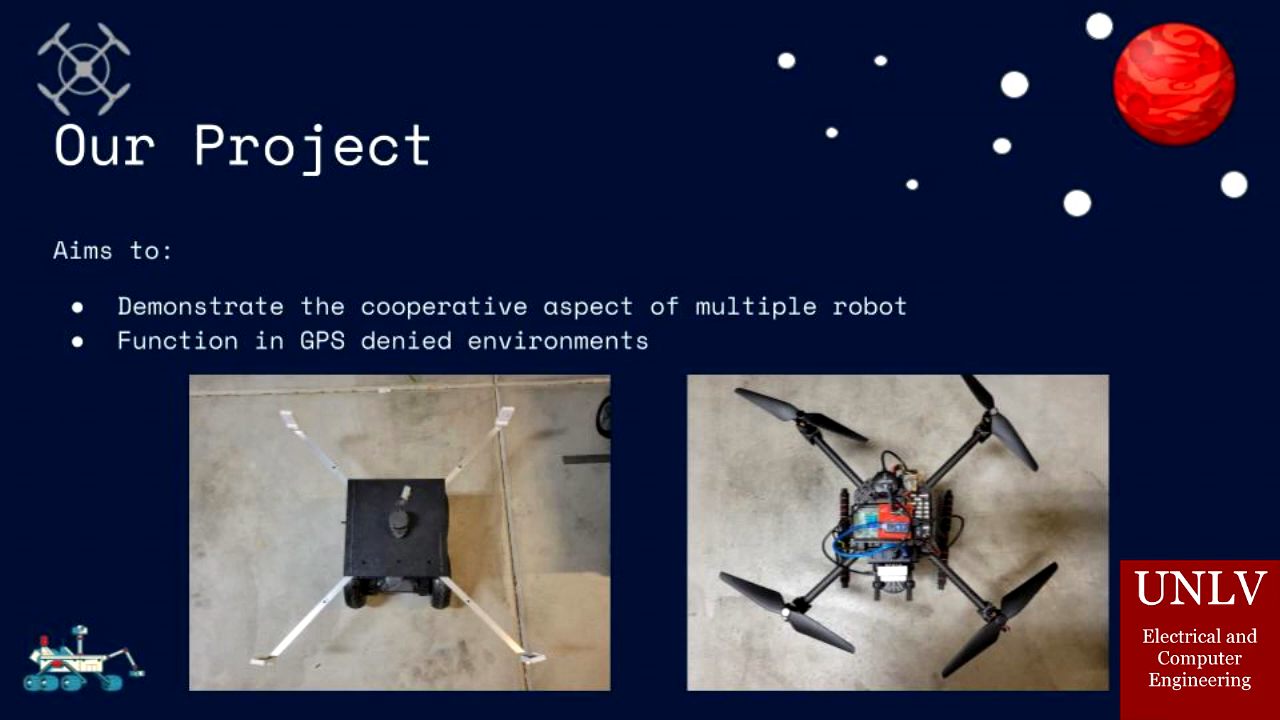 Our Project
Aims to:
● Demonstrate the cooperative aspect of multiple robot
● Function in GPS denied environments
UNLV
Electrical and
Computer
Engineering